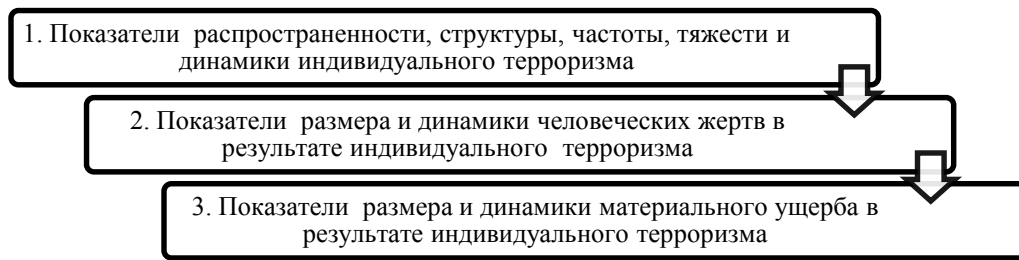 1. Показатели распространенности, структуры, частоты, тяжести и
динамики индивидуального терроризма
2. Показатели размера и динамики человеческих жертв в
результате индивидуального терроризма
3. Показатели размера и динамики материального ущерба в
результате индивидуального терроризма